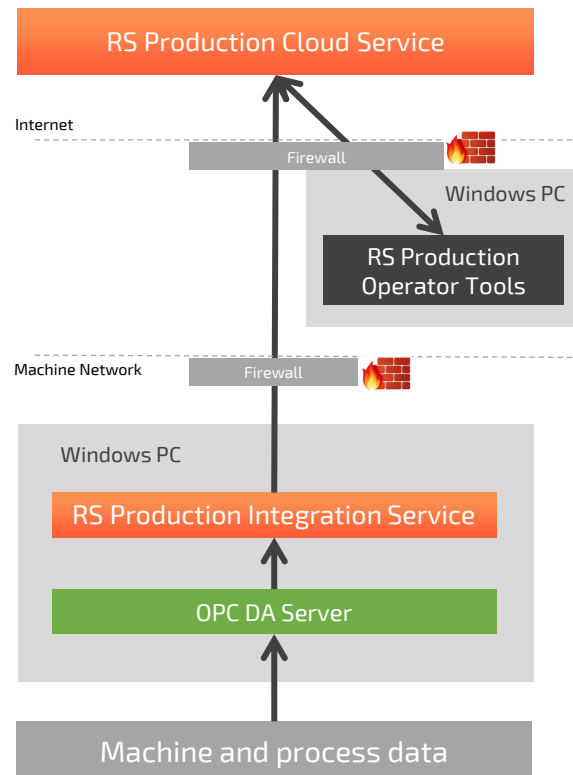 RS Production Cloud Service
Internet
Firewall
Windows PC
RS Production
Operator Tools
Machine Network
Firewall
Windows PC
RS Production Integration Service
OPC DA Server
Machine and process data